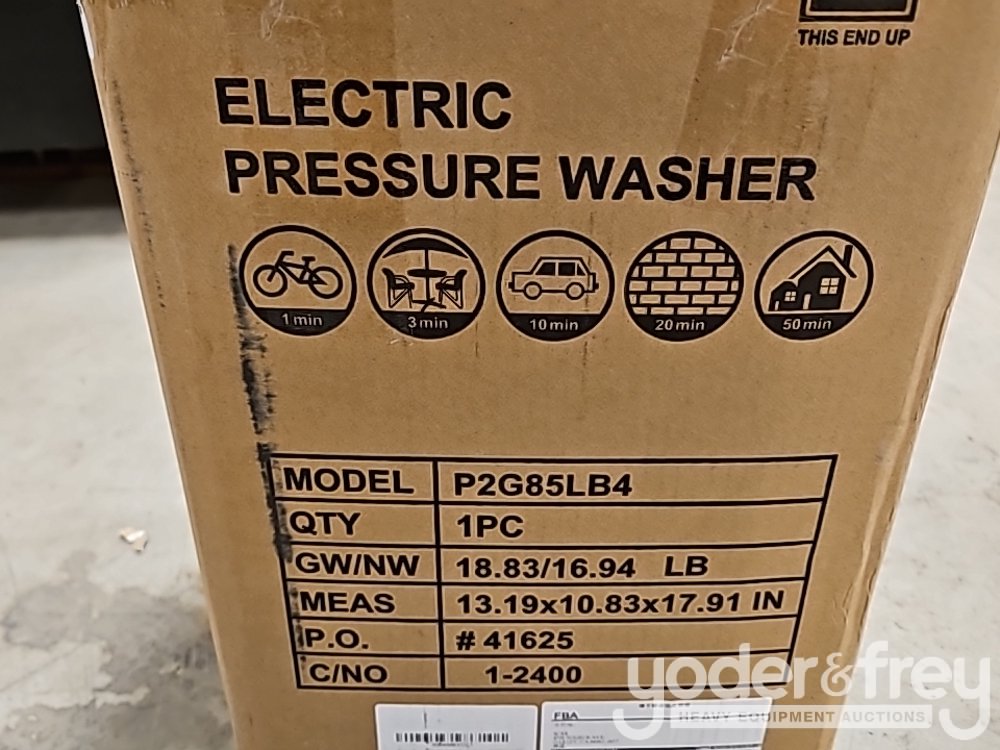 THIS END UP
ELECTRIC
PRESSURE WASHER
1 min 3 min 10 min 20 min 50 min
MODEL P2G85LB4
QTY 1PC
GW/NW 18.83/16.94 LB
MEAS 13.19x10.83x17.91 IN
P.O. # 41625
C/NO 1-2400
yoder&frey
HEAVY EQUIPMENT AUCTIONS
FBA